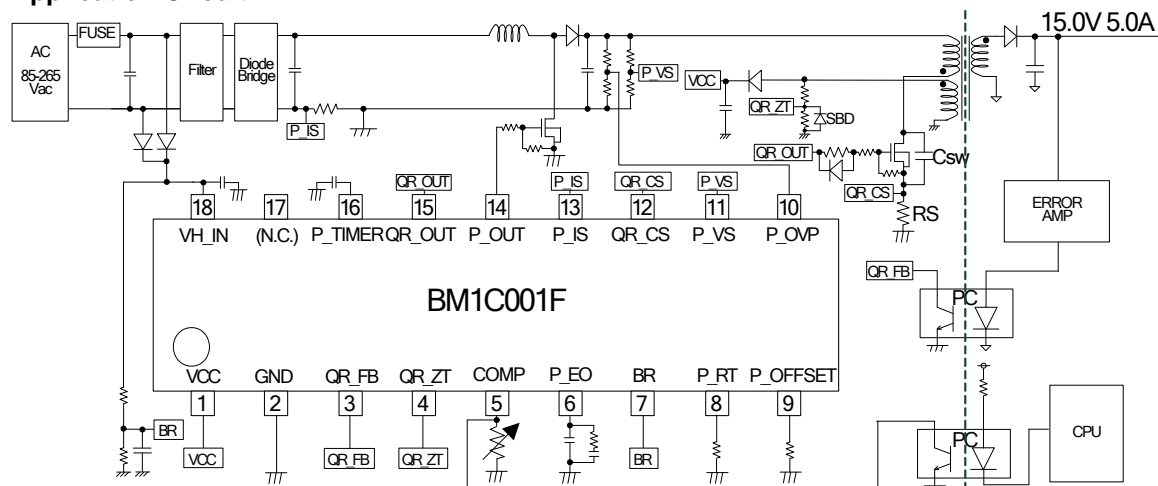 15.0V 5.0A
AC
85-265
Vac
FUSE
Filter
Diode
Bridge
P_IS
P_VS
VCC
QR_ZT
SBD
QR_OUT
Csw
QR_CS
RS
ERROR
AMP
QR_FB
PC
QR_OUT
P_IS
QR_CS
P_VS
18 17 16 15 14 13 12 11 10
VH_IN (N.C.) P_TIMER QR_OUT P_OUT P_IS QR_CS P_VS P_OVP
BM1C001F
VCC GND QR_FB QR_ZT COMP P_EO BR P_RT P_OFFSET
1 2 3 4 5 6 7 8 9
BR
VCC
QR_FB
QR_ZT
BR
PC
CPU